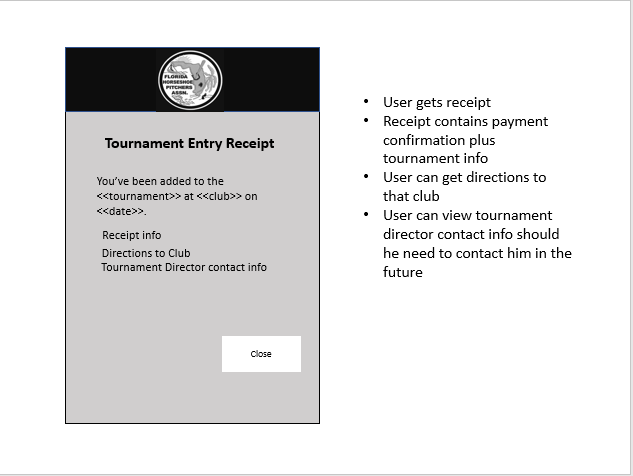 FLORIDA
HORSESHOE
PITCHERS
ASSN.
Tournament Entry Receipt
You've been added to the
<<tournament>> at <<club>> on
<<date>>.
Receipt info
Directions to Club
Tournament Director contact info
Close
• User gets receipt
• Receipt contains payment
confirmation plus
tournament info
• User can get directions to
that club
• User can view tournament
director contact info should
he need to contact him in the
future